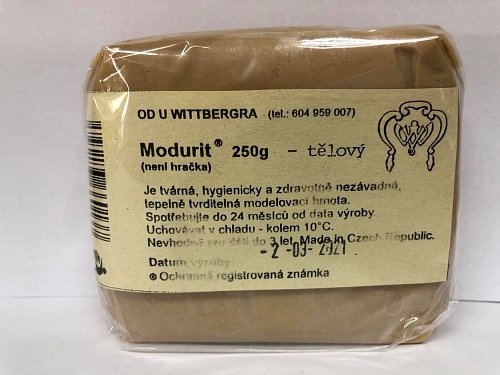 OD U WITTBERGRA (tel.: 604 959 007)
Modurit® 250g - tělový
(není hračka)
Je tvárná, hygienicky a zdravotně nezávadná,
tepelně tvrditelná modelovací hmota.
Spotřebujte do 24 měsíců od data výroby.
Uchovávat v chladu - kolem 10°C.
Nevhodné pro děti do 3 let. Made in Czech Republic.
-2 -03- 2021
Datum výroby
® Ochranná registrovaná známka